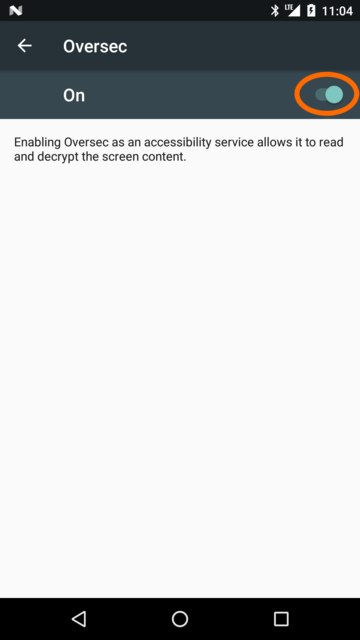 LTE 11:04
Oversec
On
Enabling Oversec as an accessibility service allows it to read
and decrypt the screen content.